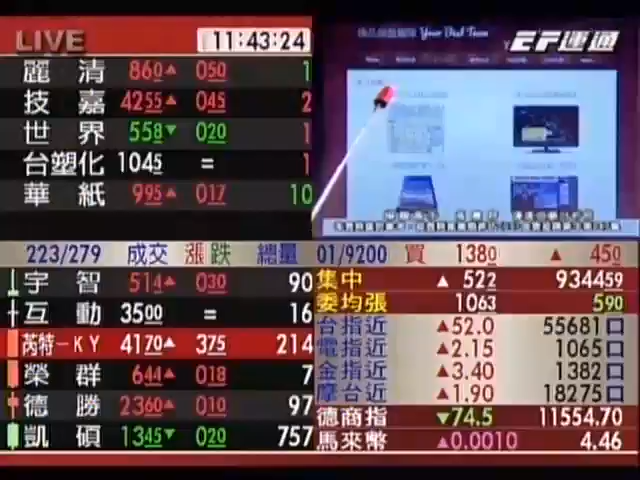 LIVE 11:43:24
麗清 860▲ 050 1
技嘉 4255▲ 045 2
世界 558▼ 020 1
台塑化 1045 = 1
華紙 995▲ 017 10
Your Best Team
EF運通
223/279 成交 漲跌 總量
宇智 514▲ 030 90
互動 3500 = 16
芮特-KY 4170▲ 375 214
榮群 644▲ 018 7
德勝 2360▲ 010 97
凱碩 1345▼ 020 757
01/9200 買 1380 ▲ 450
集中 ▲ 522 934459
委均張 1063 590
台指近 ▲52.0 55681口
電指近 ▲2.15 1065口
金指近 ▲3.40 1382口
摩台近 ▲1.90 18275口
德商指 ▼74.5 11554.70
馬來幣 ▲0.0010 4.46